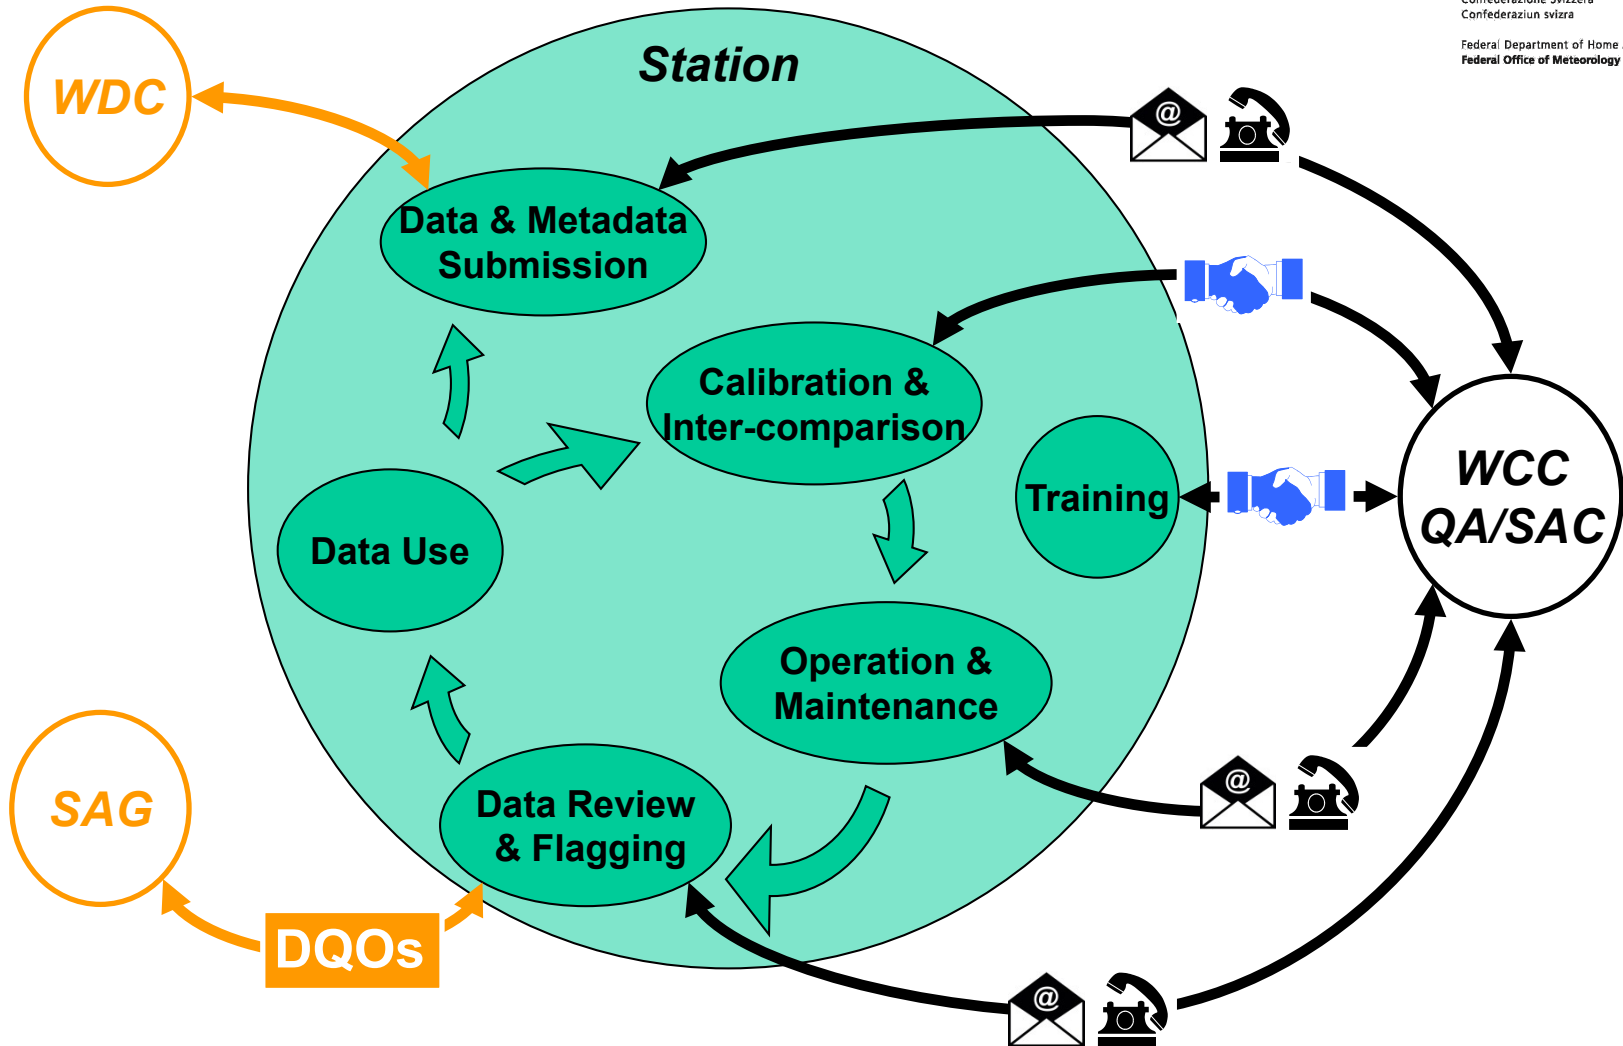 Confederaziun svizra
Federal Department of Home
Federal Office of Meteorology
Station
WDC
@
Data & Metadata
Submission
Calibration &
Inter-comparison
Training
WCC
QA/SAC
Data Use
Operation &
Maintenance
@
SAG
Data Review
& Flagging
DQOs
@